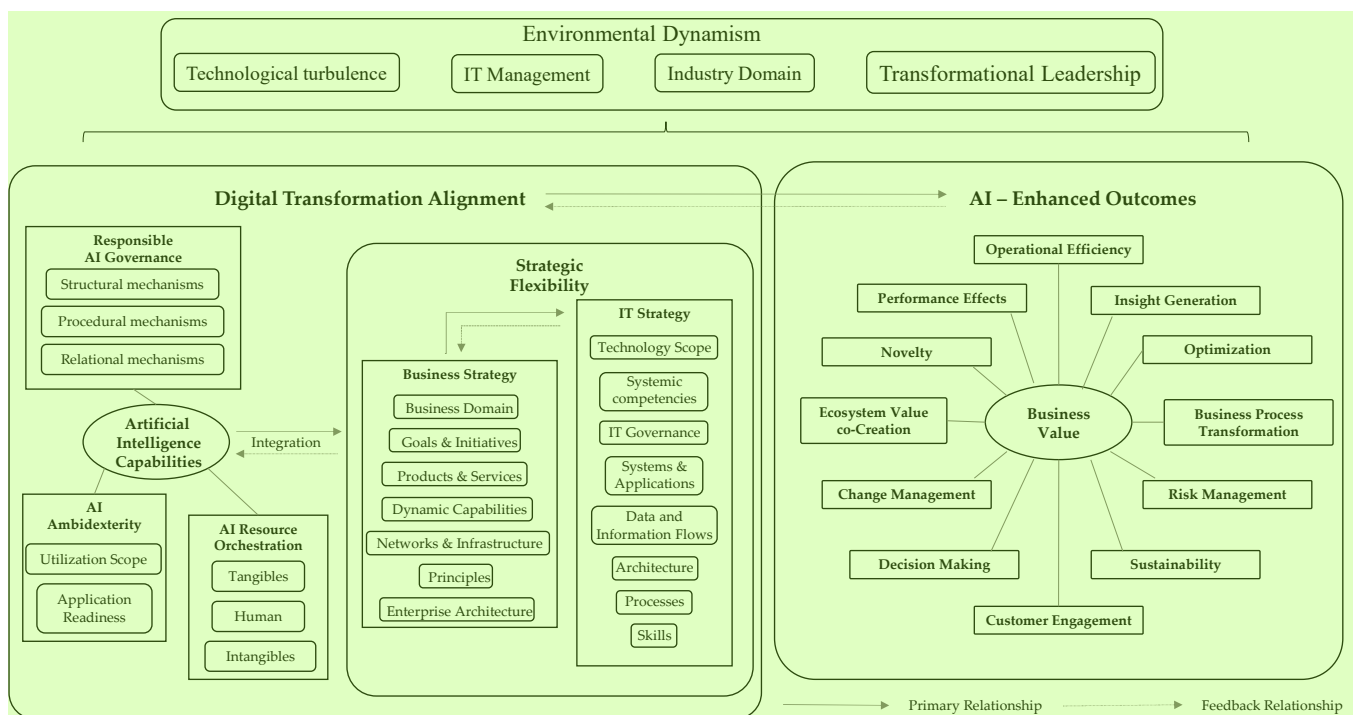 Environmental Dynamism
Technological turbulence
IT Management
Industry Domain
Transformational Leadership
Digital Transformation Alignment
Responsible
AI Governance
Structural mechanisms
Procedural mechanisms
Relational mechanisms
Artificial
Intelligence
Capabilities
Integration
AI
Ambidexterity
Utilization Scope
Application
Readiness
AI Resource
Orchestration
Tangibles
Human
Intangibles
Strategic
Flexibility
Business Strategy
Business Domain
Goals & Initiatives
Products & Services
Dynamic Capabilities
Networks & Infrastructure
Principles
Enterprise Architecture
IT Strategy
Technology Scope
Systemic
competencies
IT Governance
Systems &
Applications
Data and
Information Flows
Architecture
Processes
Skills
AI – Enhanced Outcomes
Operational Efficiency
Performance Effects
Insight Generation
Novelty
Optimization
Ecosystem Value
co-Creation
Business
Value
Business Process
Transformation
Change Management
Risk Management
Decision Making
Sustainability
Customer Engagement
Primary Relationship
Feedback Relationship